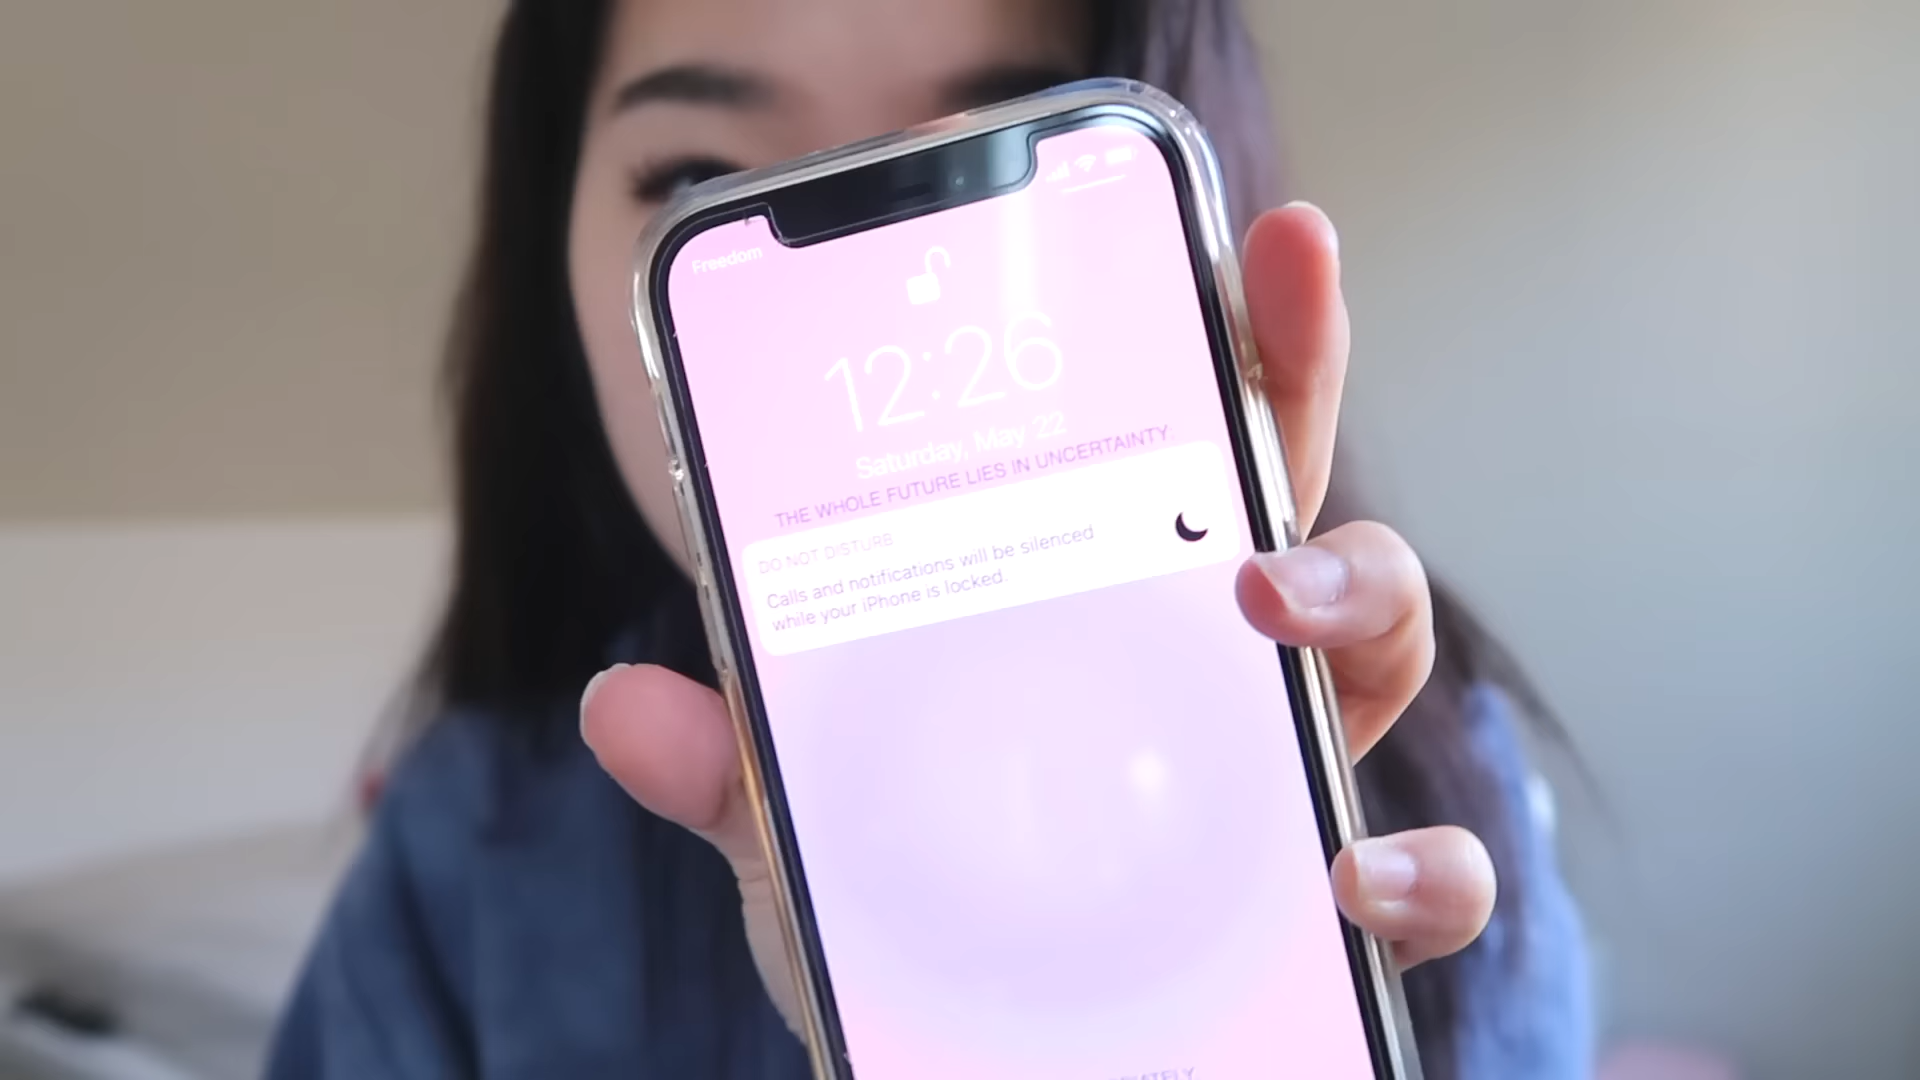 Freedom
12:26
Saturday, May 22
THE WHOLE FUTURE LIES IN UNCERTAINTY:
DO NOT DISTURB
Calls and notifications will be silenced
while your iPhone is locked.